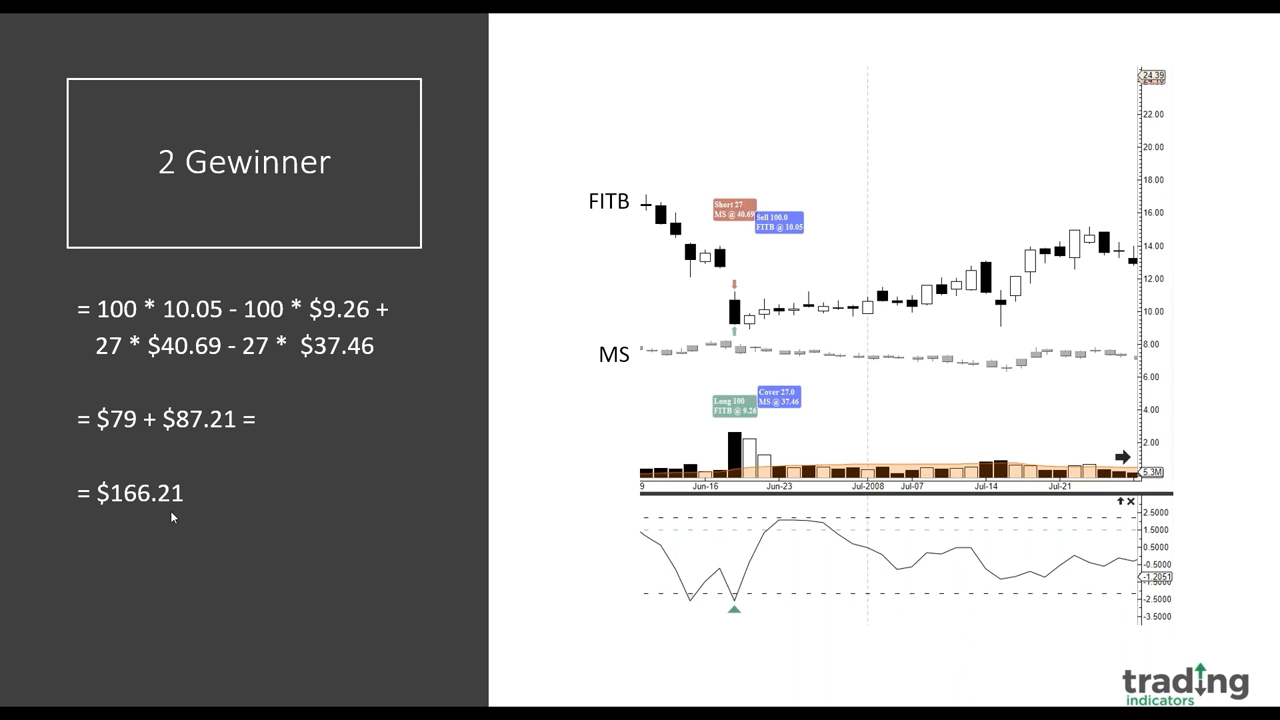 2 Gewinner
= 100 * 10.05 - 100 * $9.26 +
27 * $40.69 - 27 * $37.46
= $79 + $87.21 =
= $166.21
FITB
MS
Short 27
MS @ 40.69
Sell 100.0
FITB @ 10.05
Long 100
FITB @ 9.26
Cover 27.0
MS @ 37.46
24.39
22.00
20.00
18.00
16.00
14.00
12.00
10.00
8.00
6.00
4.00
2.00
5.3M
9
Jun-16
Jun-23
Jul-2008
Jul-07
Jul-14
Jul-21
2.5000
1.5000
0.5000
-0.5000
-1.2051
-2.5000
-3.5000
trading
indicators